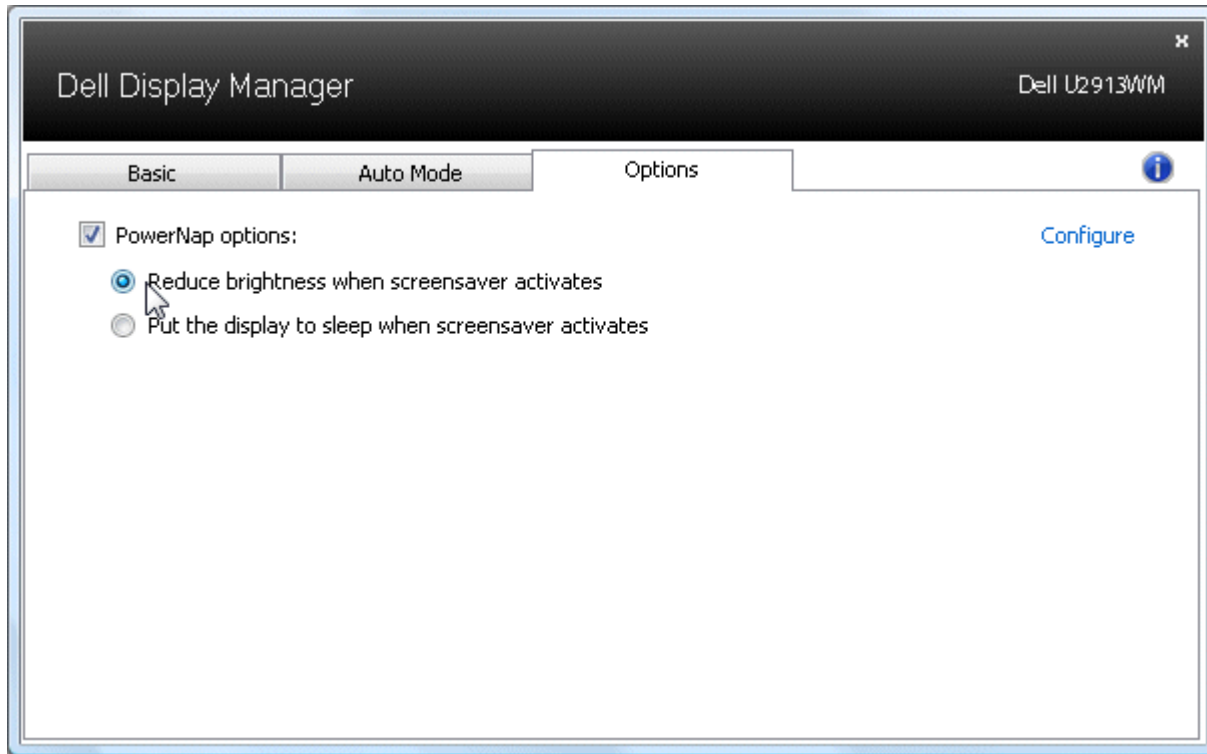 Dell Display Manager
Dell U2913WM
Basic
Auto Mode
Options
PowerNap options:
Configure
Reduce brightness when screensaver activates
Put the display to sleep when screensaver activates